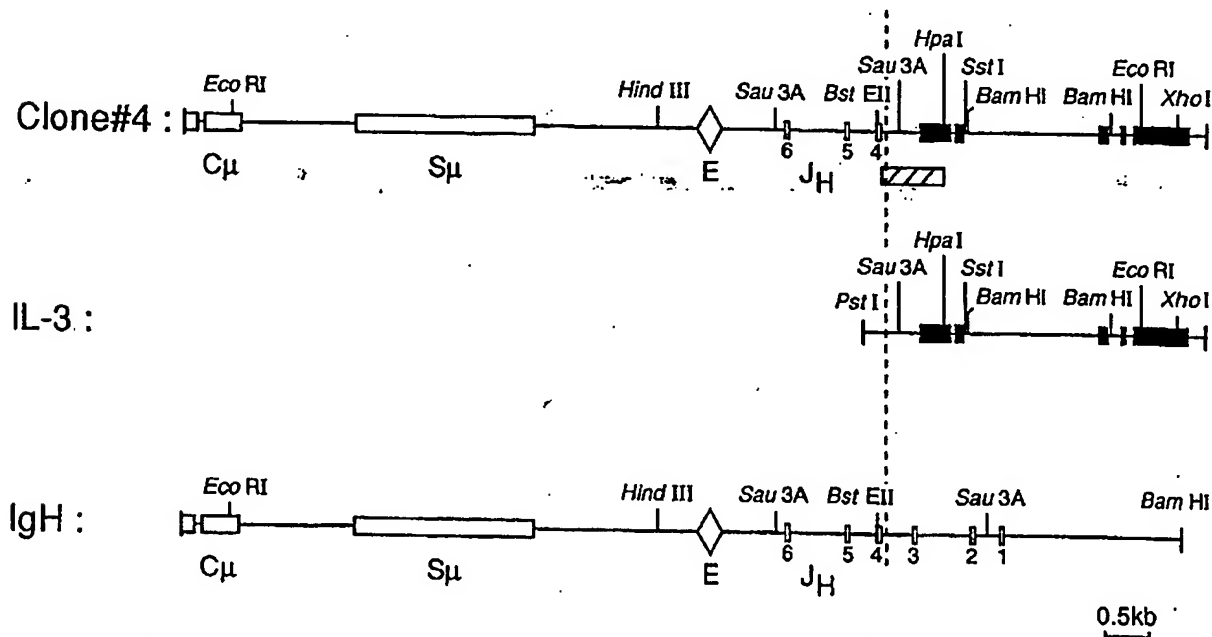 Hpa I
Eco RI Hind III Sau 3A Bst EII Sau 3A Sst I Eco RI
Bam HI Bam HI Xho I
Clone#4 :
6 5 4
Cμ Sμ E JH
Hpa I
Sau 3A Sst I Eco RI
Pst I Bam HI Bam HI Xho I
IL-3 :
Eco RI Hind III Sau 3A Bst EII Sau 3A Bam HI
IgH :
6 5 4 3 2 1
Cμ Sμ E JH
0.5kb